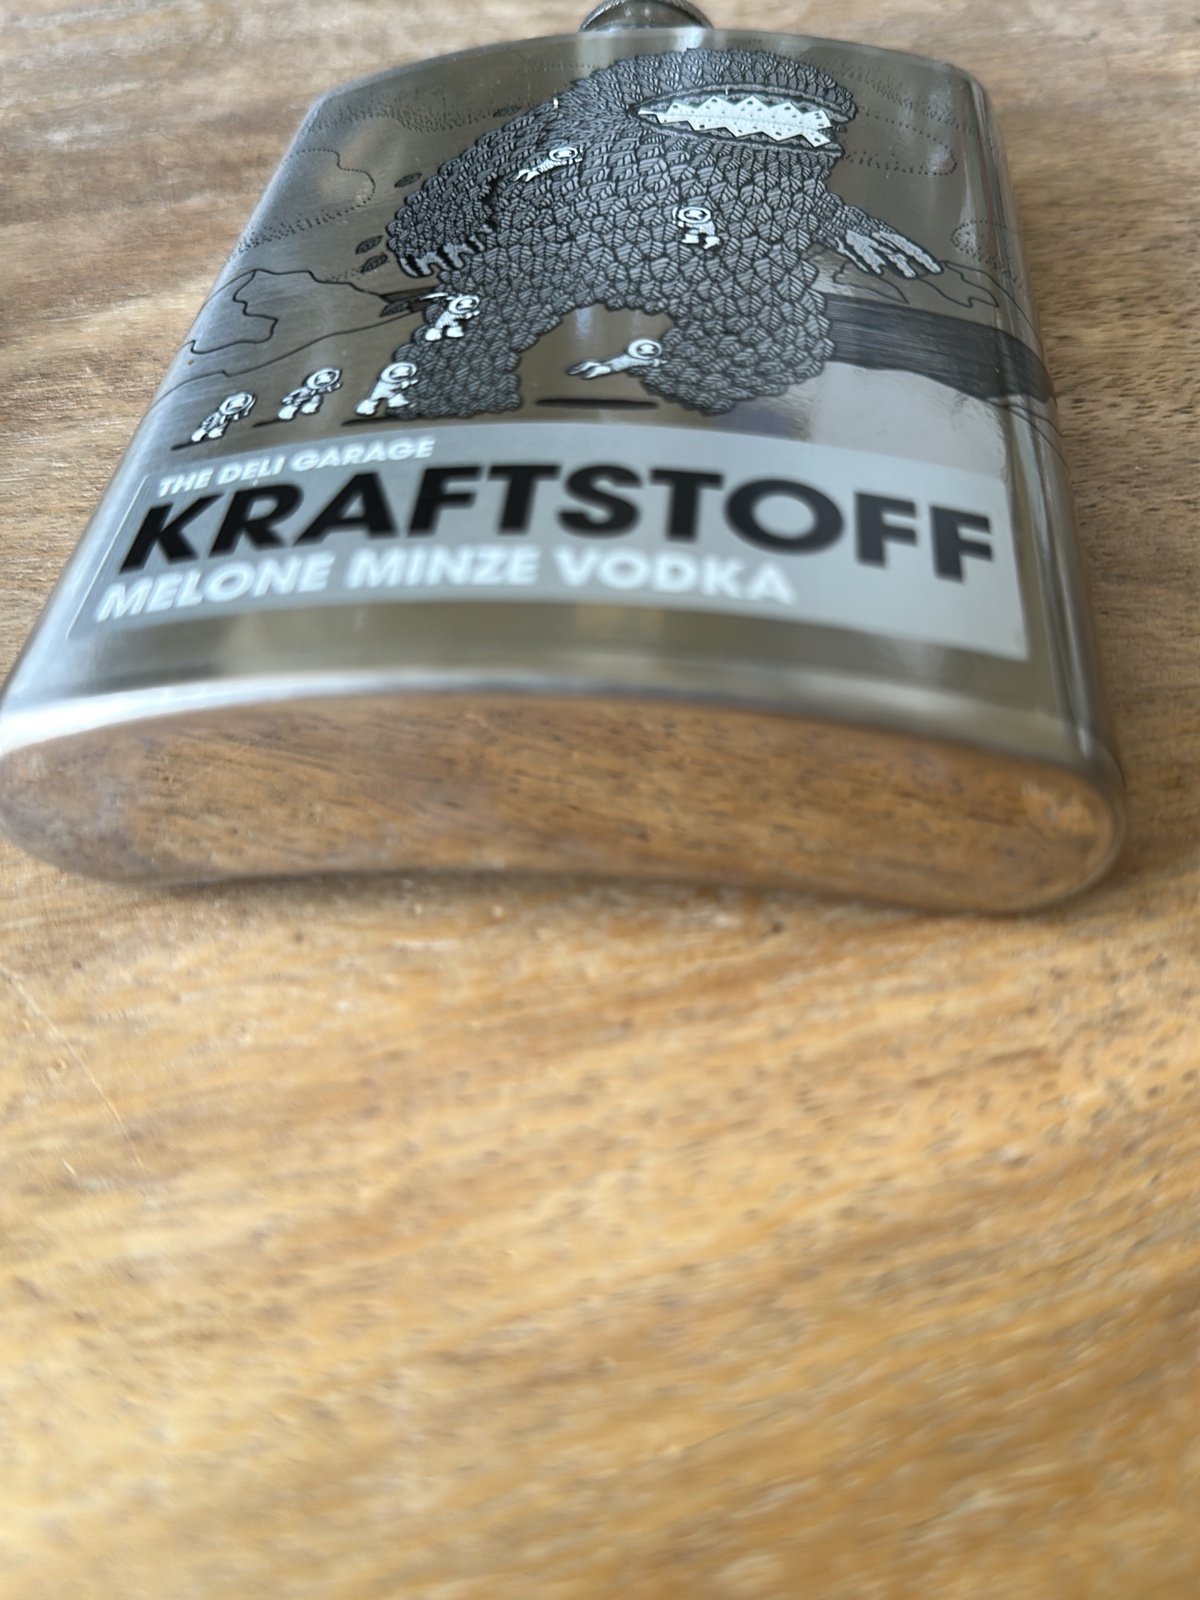 THE DELI GARAGE
KRAFTSTOFF
MELONE MINZE VODKA